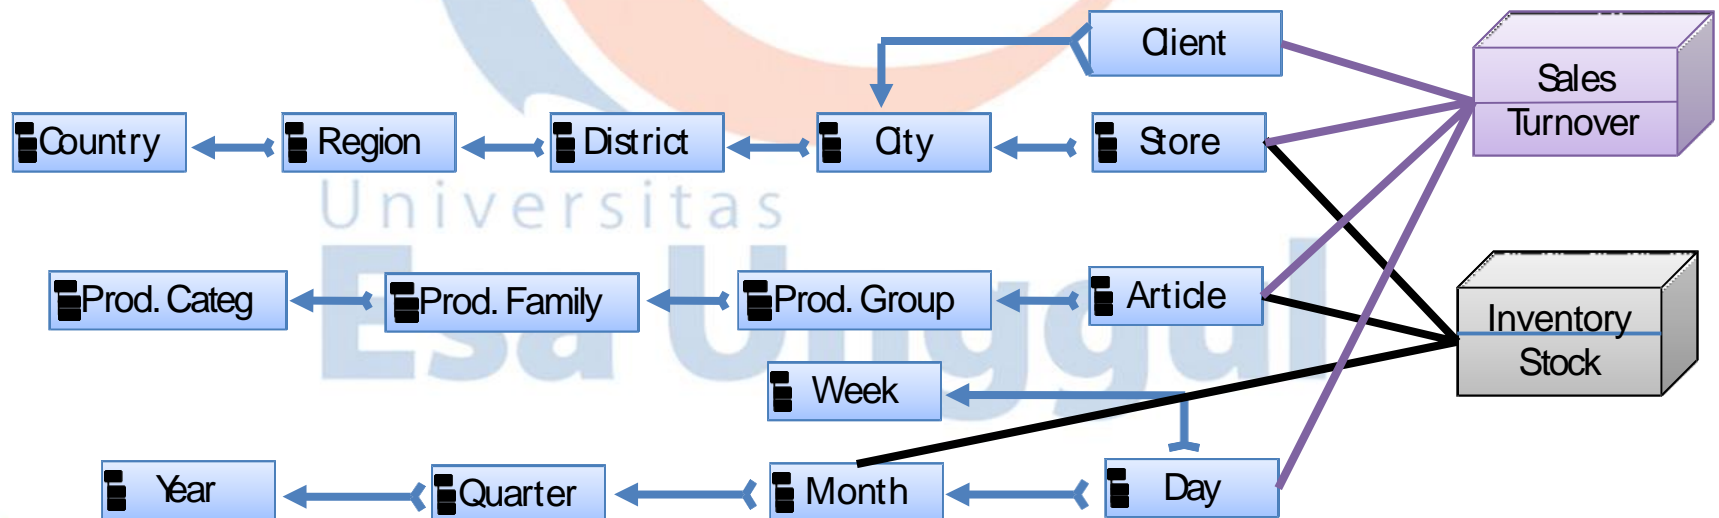 Client
Sales
Turnover
Country
Region
District
City
Store
Universitas
Esa Unggul
Prod. Categ
Prod. Family
Prod. Group
Article
Inventory
Stock
Week
Year
Quarter
Month
Day